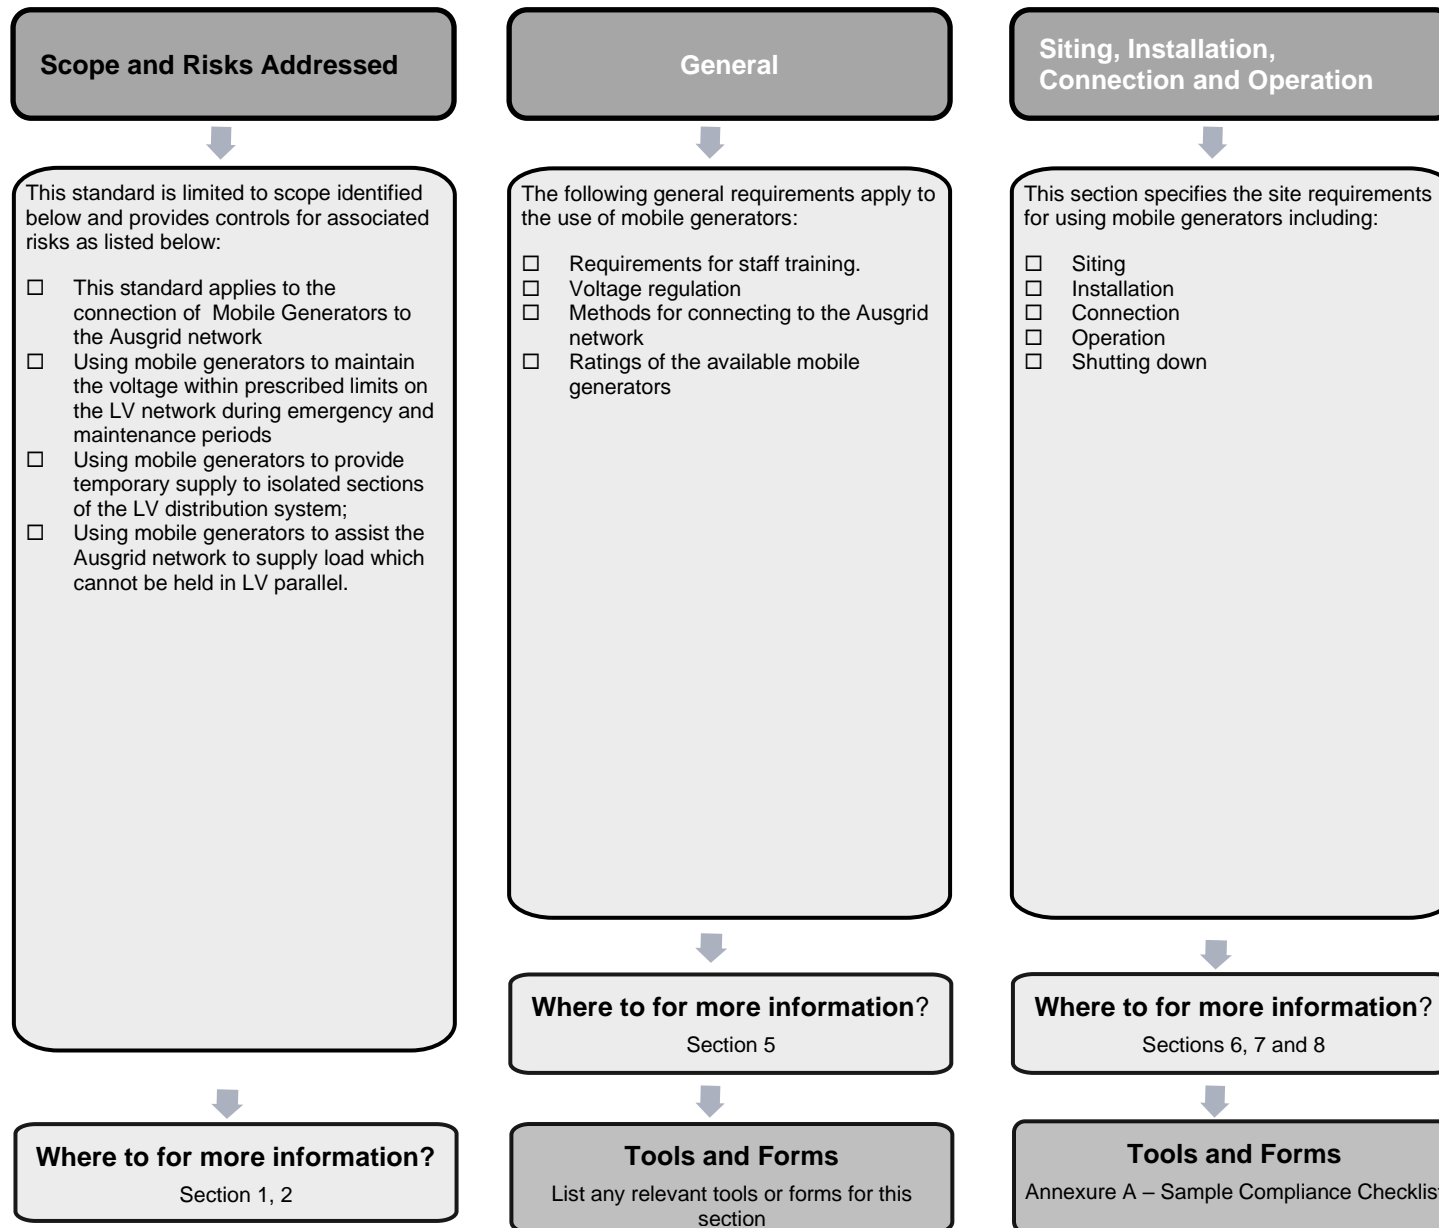 Scope and Risks Addressed
This standard is limited to scope identified
below and provides controls for associated
risks as listed below:
☐ This standard applies to the
connection of  Mobile Generators to
the Ausgrid network
☐ Using mobile generators to maintain
the voltage within prescribed limits on
the LV network during emergency and
maintenance periods
☐ Using mobile generators to provide
temporary supply to isolated sections
of the LV distribution system;
☐ Using mobile generators to assist the
Ausgrid network to supply load which
cannot be held in LV parallel.
Where to for more information?
Section 1, 2
General
The following general requirements apply to
the use of mobile generators:
☐ Requirements for staff training.
☐ Voltage regulation
☐ Methods for connecting to the Ausgrid
network
☐ Ratings of the available mobile
generators
Where to for more information?
Section 5
Tools and Forms
List any relevant tools or forms for this
section
Siting, Installation,
Connection and Operation
This section specifies the site requirements
for using mobile generators including:
☐ Siting
☐ Installation
☐ Connection
☐ Operation
☐ Shutting down
Where to for more information?
Sections 6, 7 and 8
Tools and Forms
Annexure A – Sample Compliance Checklist